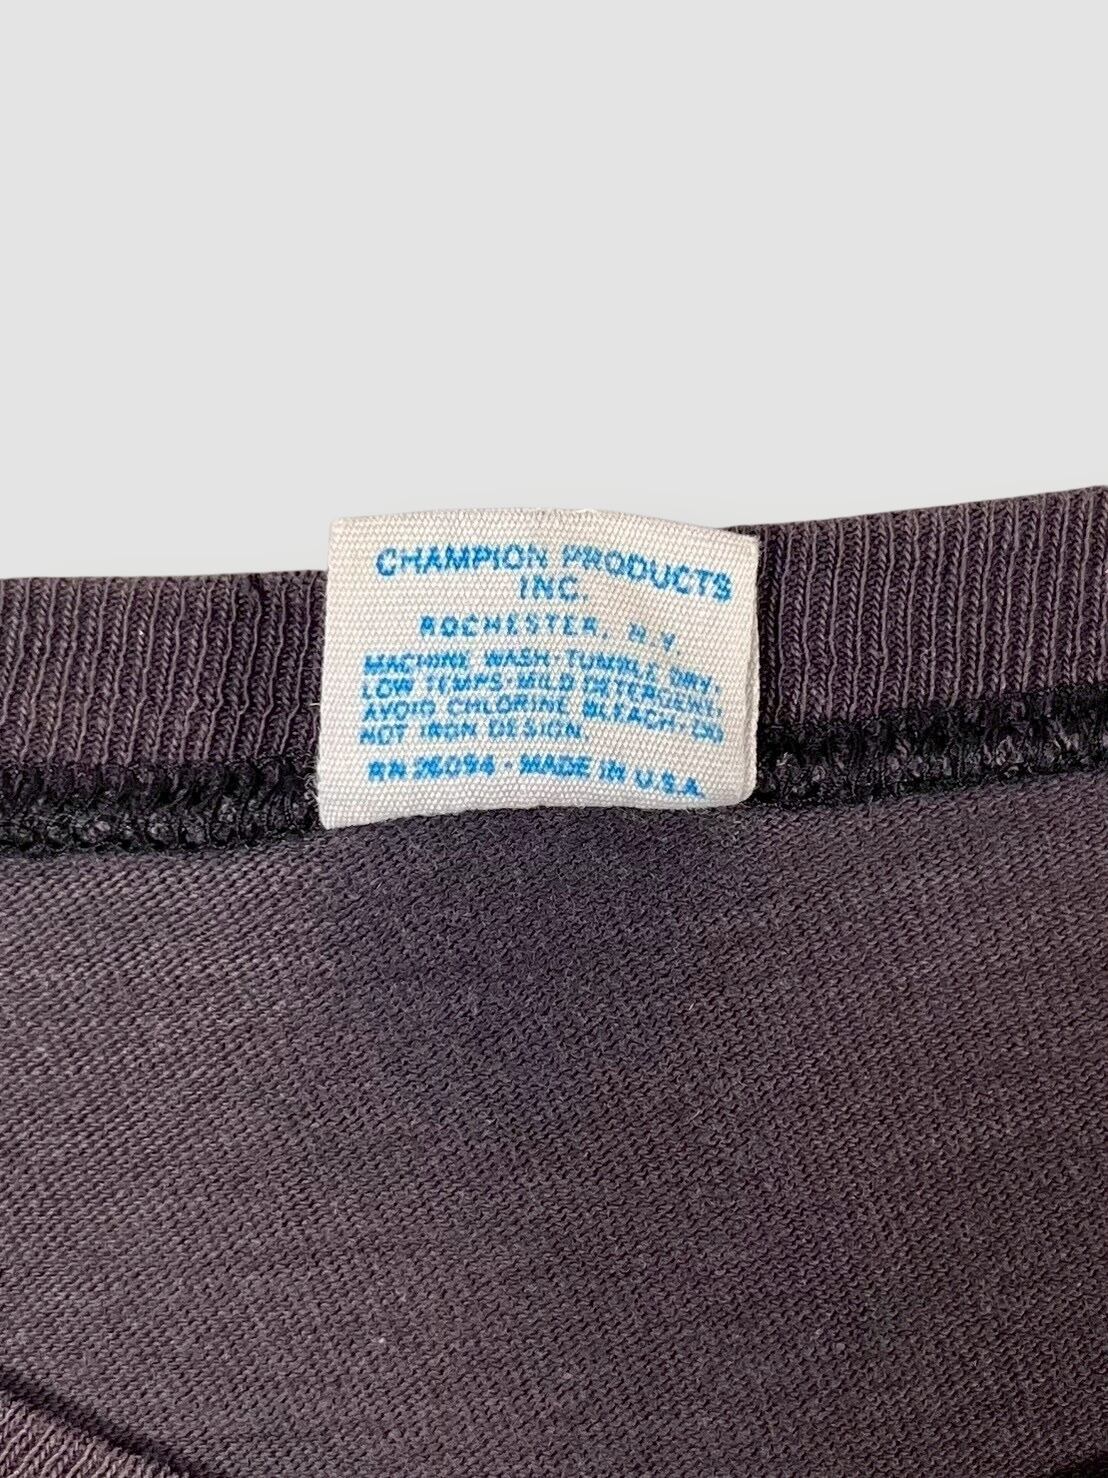 CHAMPION PRODUCTS
INC.
ROCHESTER, N.Y.
MACHINE WASH·TUMBLE DRY,
LOW TEMPS·MILD DETERGENT,
AVOID CHLORINE BLEACH·DO
NOT IRON DESIGN
RN 26094 · MADE IN U.S.A.